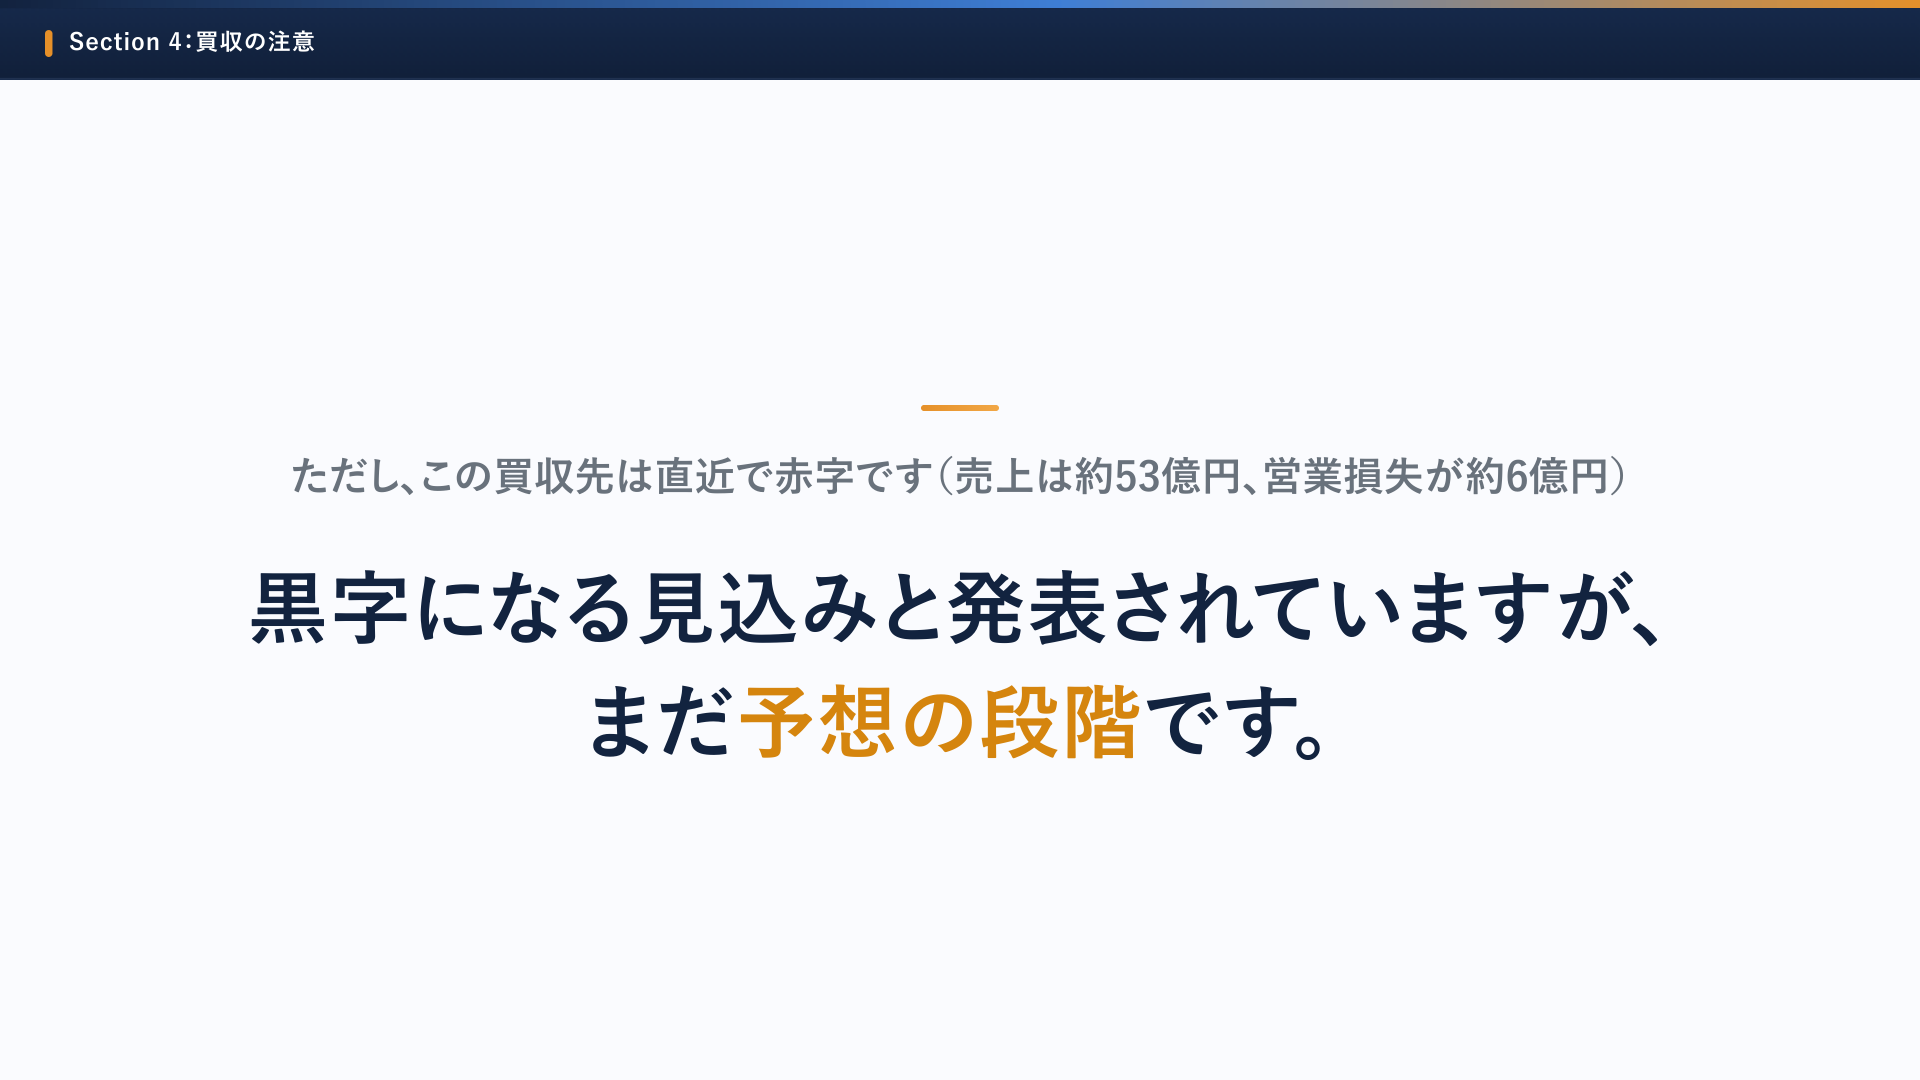 Section 4：買収の注意
ただし、この買収先は直近で赤字です（売上は約53億円、営業損失が約6億円）
黒字になる見込みと発表されていますが、
まだ予想の段階です。